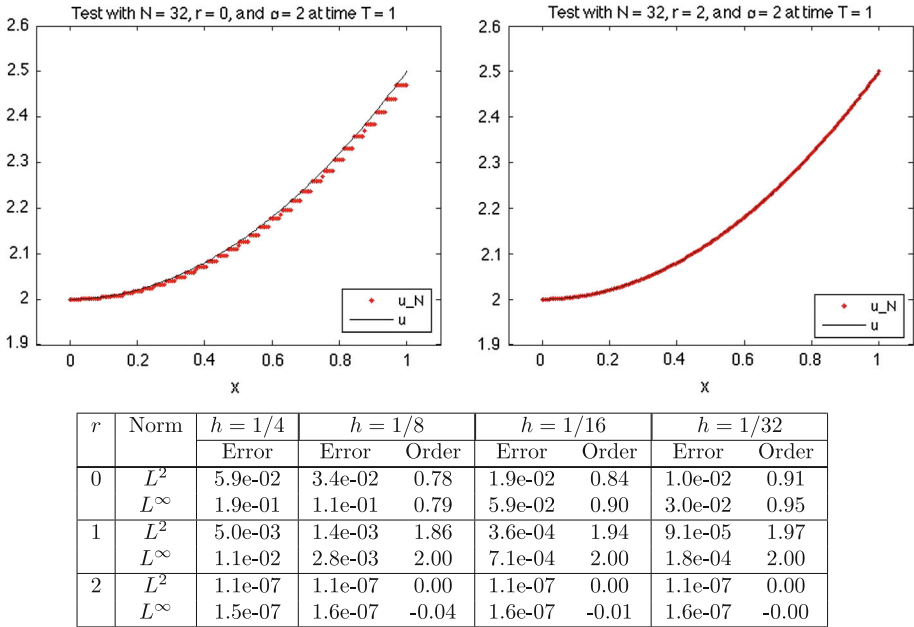 Test with N = 32, r = 0, and ø = 2 at time T = 1
2.6
2.5
2.4
2.3
2.2
2.1
2
1.9
0 0.2 0.4 0.6 0.8 1
x
u_N
u
Test with N = 32, r = 2, and ø = 2 at time T = 1
2.6
2.5
2.4
2.3
2.2
2.1
2
1.9
0 0.2 0.4 0.6 0.8 1
x
u_N
u
r Norm h = 1/4 h = 1/8 h = 1/16 h = 1/32
Error Error Order Error Order Error Order
0 L² 5.9e-02 3.4e-02 0.78 1.9e-02 0.84 1.0e-02 0.91
L∞ 1.9e-01 1.1e-01 0.79 5.9e-02 0.90 3.0e-02 0.95
1 L² 5.0e-03 1.4e-03 1.86 3.6e-04 1.94 9.1e-05 1.97
L∞ 1.1e-02 2.8e-03 2.00 7.1e-04 2.00 1.8e-04 2.00
2 L² 1.1e-07 1.1e-07 0.00 1.1e-07 0.00 1.1e-07 0.00
L∞ 1.5e-07 1.6e-07 -0.04 1.6e-07 -0.01 1.6e-07 -0.00